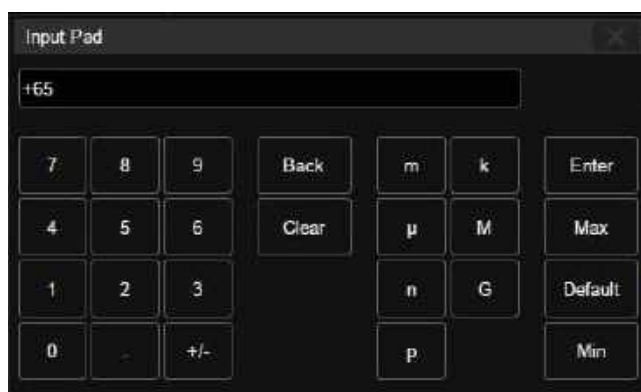 Input Pad
+65
7 8 9 Back m k Enter
4 5 6 Clear µ M Max
1 2 3 n G Default
0 . +/- p Min